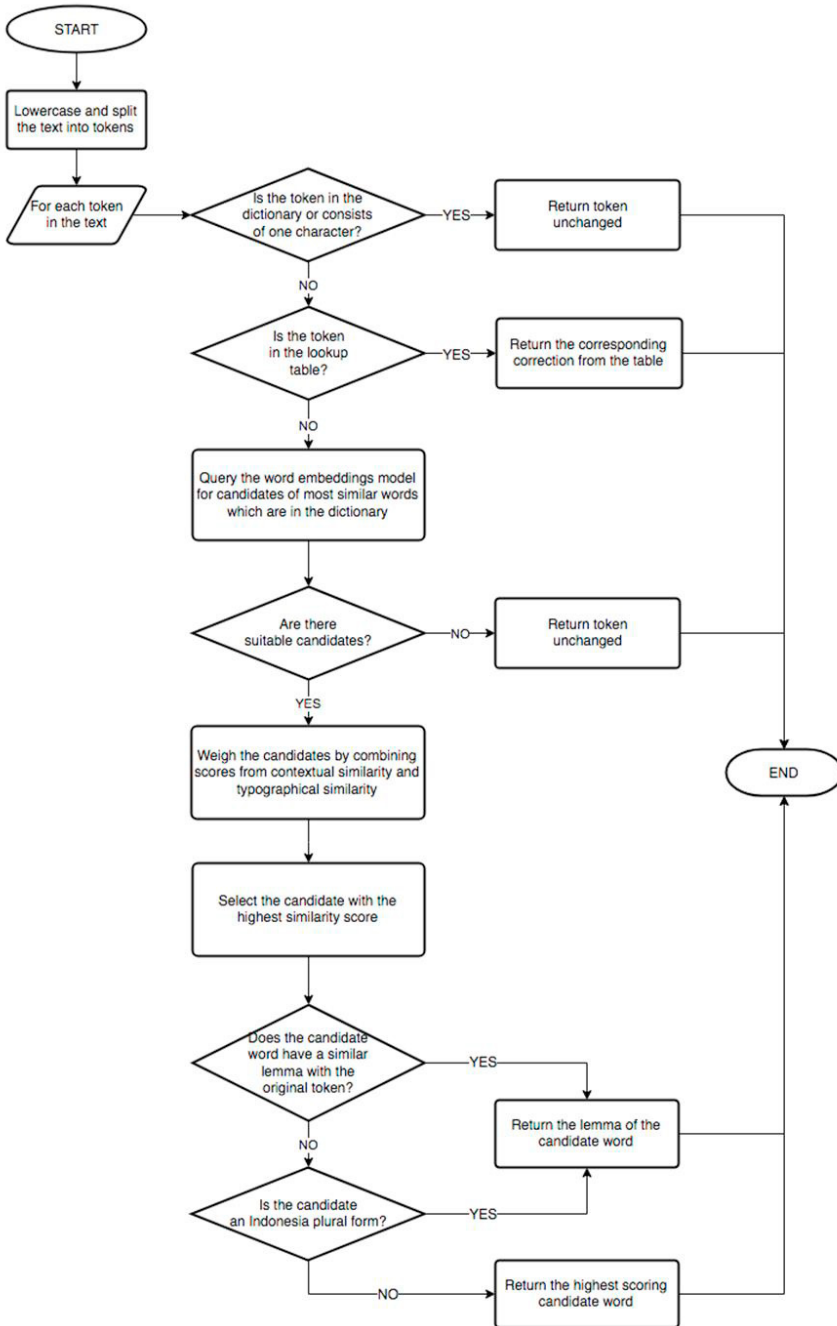 START
Lowercase and split
the text into tokens
For each token
in the text
Is the token in the
dictionary or consists
of one character?
YES
Return token
unchanged
NO
Is the token
in the lookup
table?
YES
Return the corresponding
correction from the table
NO
Query the word embeddings model
for candidates of most similar words
which are in the dictionary
Are there
suitable candidates?
NO
Return token
unchanged
YES
Weigh the candidates by combining
scores from contextual similarity and
typographical similarity
END
Select the candidate with the
highest similarity score
Does the candidate
word have a similar
lemma with the
original token?
YES
Return the lemma of the
candidate word
NO
Is the candidate
an Indonesia plural form?
YES
NO
Return the highest scoring
candidate word